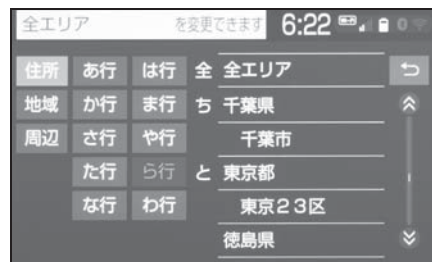 全エリア を変更できます 6:22
住所 あ行 は行 全 全エリア
地域 か行 ま行 ち 千葉県
周辺 さ行 や行 千葉市
た行 ら行 と 東京都
な行 わ行 東京23区
徳島県